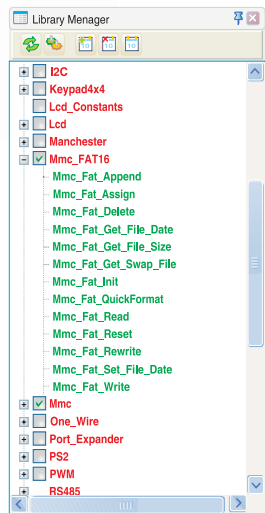 Library Menager
I2C
Keypad4x4
Lcd_Constants
Lcd
Manchester
Mmc_FAT16
Mmc_Fat_Append
Mmc_Fat_Assign
Mmc_Fat_Delete
Mmc_Fat_Get_File_Date
Mmc_Fat_Get_File_Size
Mmc_Fat_Get_Swap_File
Mmc_Fat_Init
Mmc_Fat_QuickFormat
Mmc_Fat_Read
Mmc_Fat_Reset
Mmc_Fat_Rewrite
Mmc_Fat_Set_File_Date
Mmc_Fat_Write
Mmc
One_Wire
Port_Expander
PS2
PWM
RS485